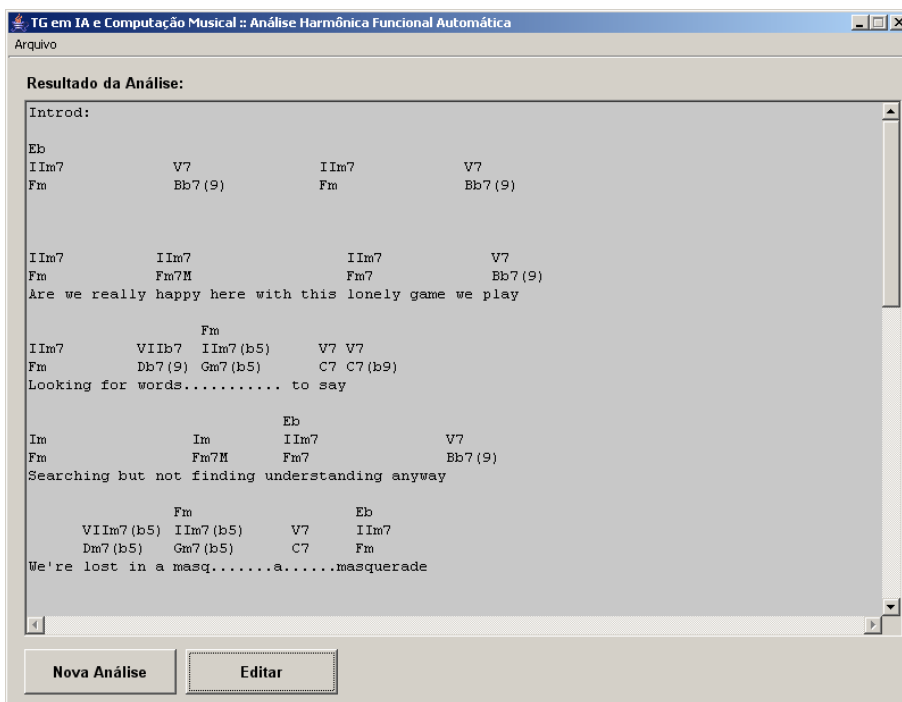 TG em IA e Computação Musical :: Análise Harmônica Funcional Automática
Arquivo
Resultado da Análise:
Introd:
Eb
IIm7 V7 IIm7 V7
Fm Bb7(9) Fm Bb7(9)
IIm7 IIm7 IIm7 V7
Fm Fm7M Fm7 Bb7(9)
Are we really happy here with this lonely game we play
Fm
IIm7 VIIb7 IIm7(b5) V7 V7
Fm Db7(9) Gm7(b5) C7 C7(b9)
Looking for words........... to say
Eb
Im Im IIm7 V7
Fm Fm7M Fm7 Bb7(9)
Searching but not finding understanding anyway
Fm Eb
VIIm7(b5) IIm7(b5) V7 IIm7
Dm7(b5) Gm7(b5) C7 Fm
We're lost in a masq.......a......masquerade
Nova Análise Editar